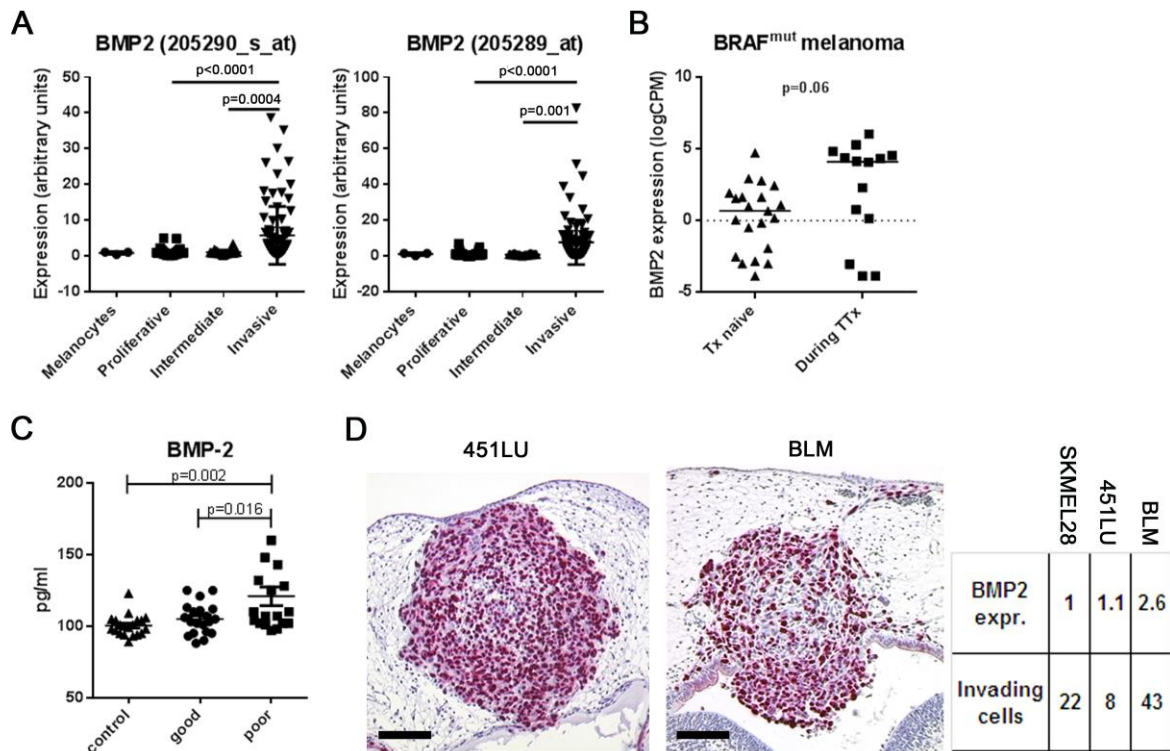 A
BMP2 (205290_s_at)
p<0.0001
p=0.0004
Expression (arbitrary units)
50
40
30
20
10
0
-10
Melanocytes
Proliferative
Intermediate
Invasive
BMP2 (205289_at)
p<0.0001
p=0.001
Expression (arbitrary units)
100
80
60
40
20
0
-20
Melanocytes
Proliferative
Intermediate
Invasive
B
BRAFmut melanoma
p=0.06
BMP2 expression (logCPM)
10
5
0
-5
Tx naive
During TTx
C
BMP-2
p=0.002
p=0.016
pg/ml
200
150
100
50
control
good
poor
D
451LU
BLM
SKMEL28 451LU BLM
BMP2 expr. 1 1.1 2.6
Invading cells 22 8 43